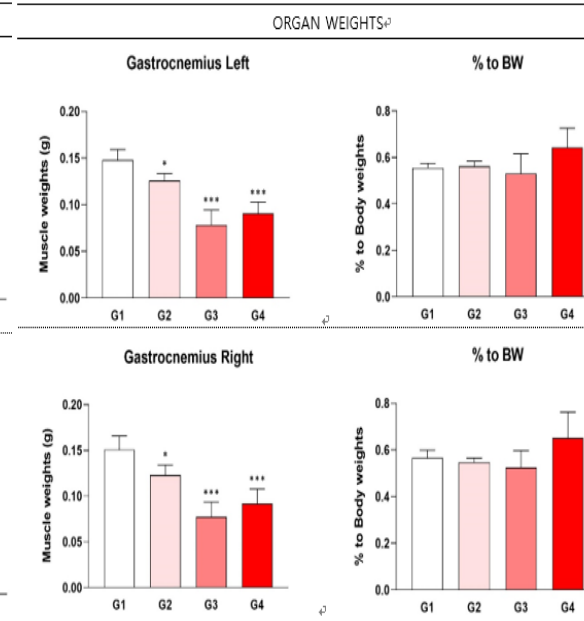 ORGAN WEIGHTS
Gastrocnemius Left
% to BW
Muscle weights (g)
0.20
0.15
0.10
0.05
0.00
*
***
***
G1 G2 G3 G4
% to Body weights
0.8
0.6
0.4
0.2
0.0
G1 G2 G3 G4
Gastrocnemius Right
% to BW
Muscle weights (g)
0.20
0.15
0.10
0.05
0.00
*
***
***
G1 G2 G3 G4
% to Body weights
0.8
0.6
0.4
0.2
0.0
G1 G2 G3 G4